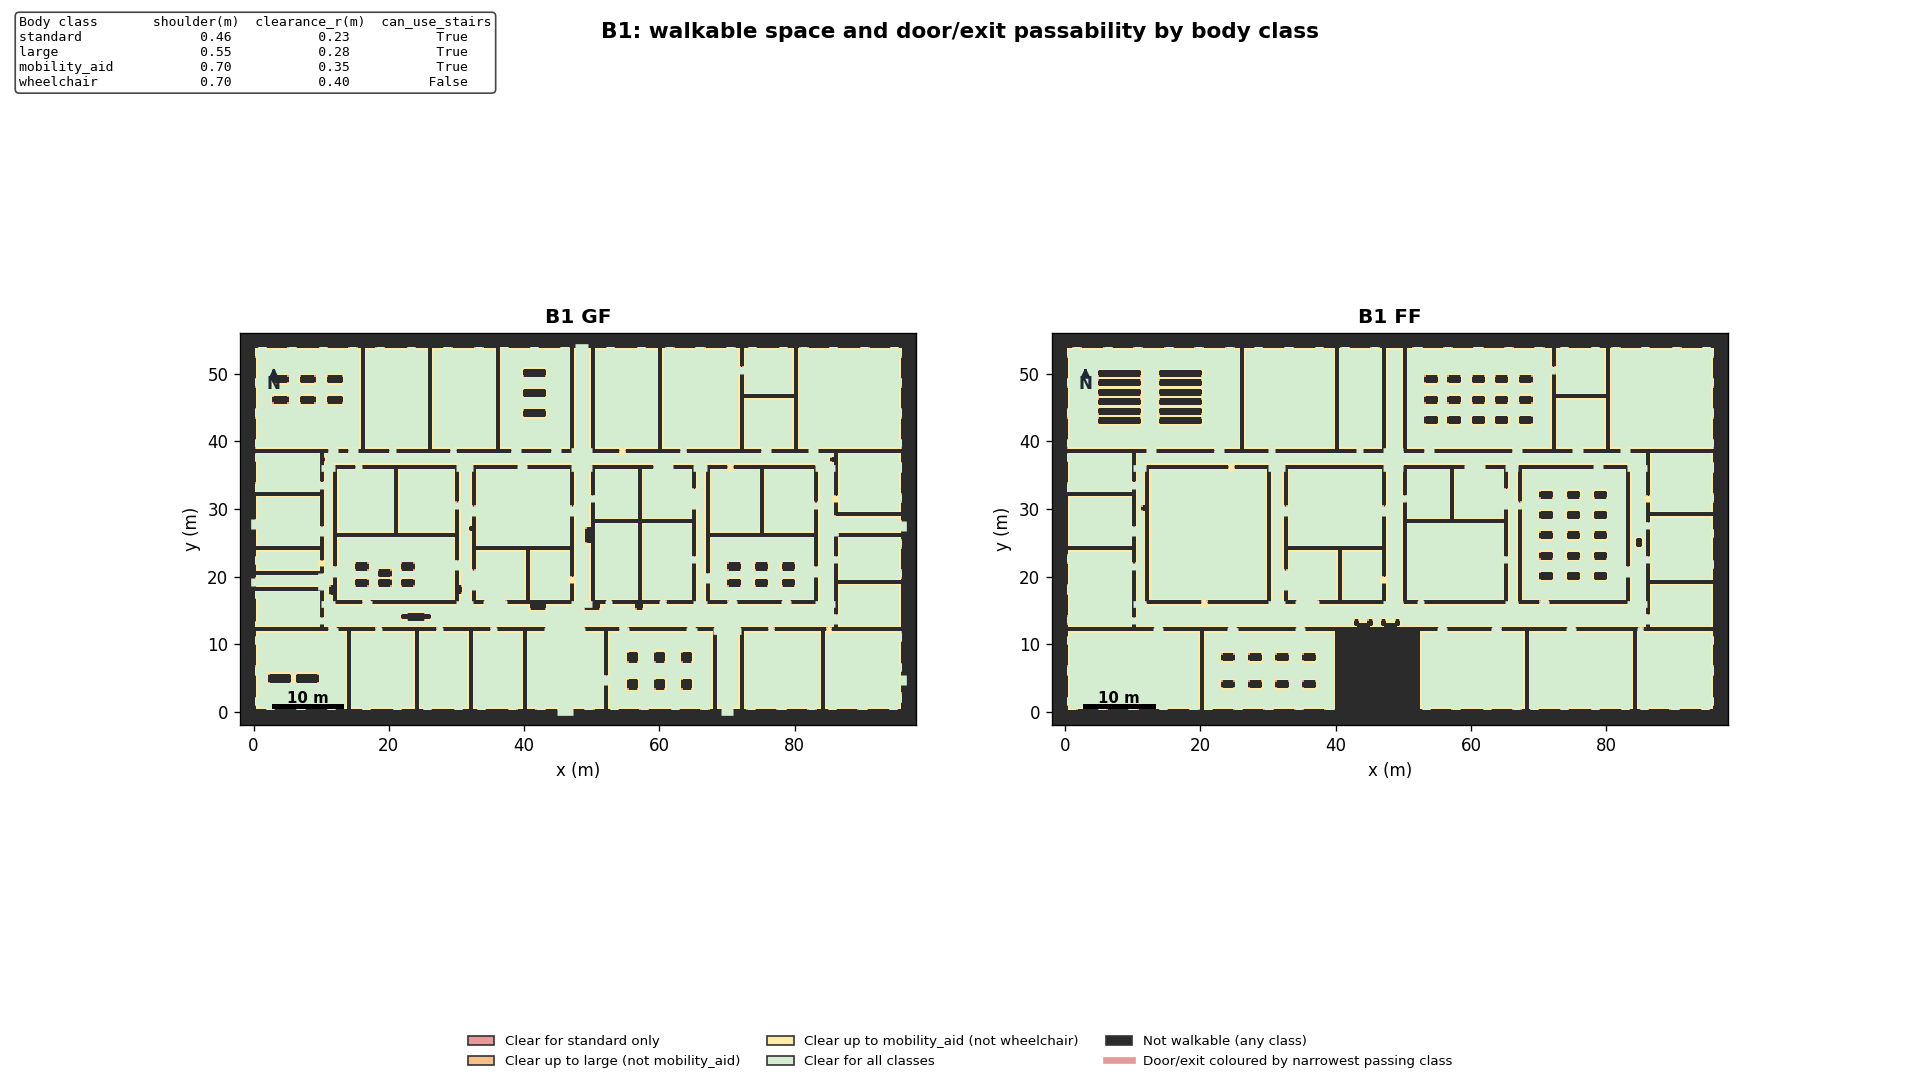 Body class shoulder(m) clearance_r(m) can_use_stairs
standard 0.46 0.23 True
large 0.55 0.28 True
mobility_aid 0.70 0.35 True
wheelchair 0.70 0.40 False
B1: walkable space and door/exit passability by body class
B1 GF
50
40
30
20
10
0
y (m)
N
10 m
0 20 40 60 80
x (m)
B1 FF
50
40
30
20
10
0
y (m)
N
10 m
0 20 40 60 80
x (m)
Clear for standard only
Clear up to large (not mobility_aid)
Clear up to mobility_aid (not wheelchair)
Clear for all classes
Not walkable (any class)
Door/exit coloured by narrowest passing class